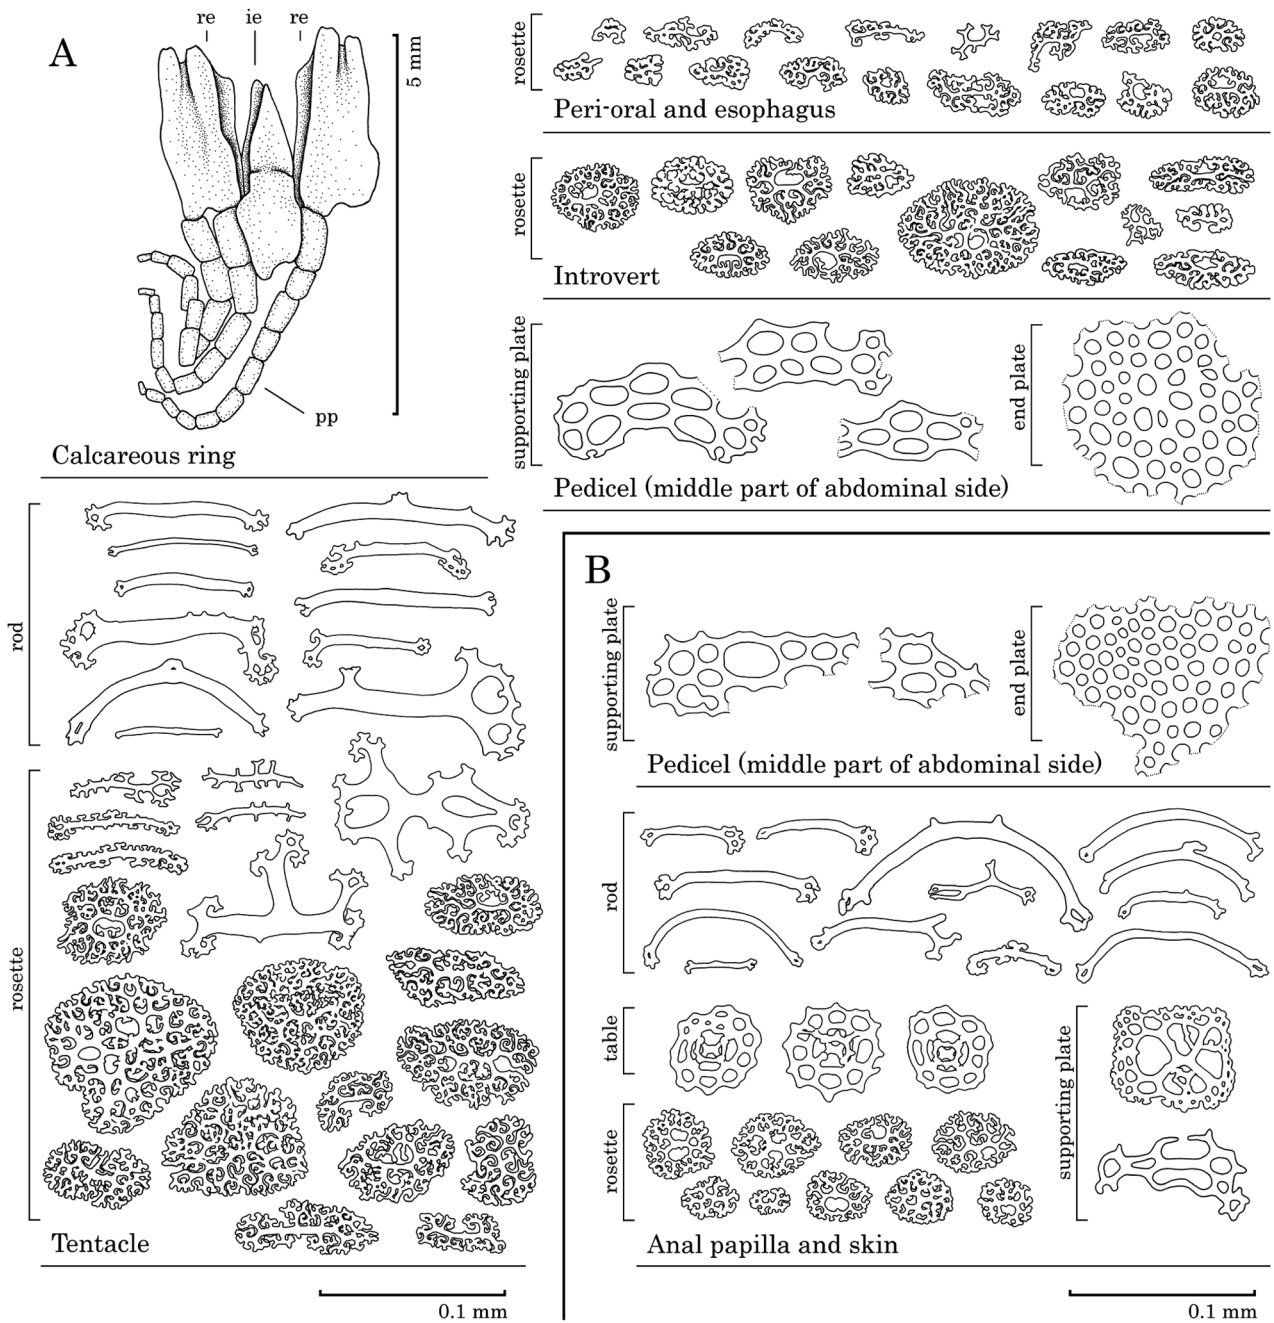 A
re ie re
5 mm
pp
Calcareous ring
rosette
Peri-oral and esophagus
rosette
Introvert
supporting plate
end plate
Pedicel (middle part of abdominal side)
rod
rosette
Tentacle
0.1 mm
B
supporting plate
end plate
Pedicel (middle part of abdominal side)
rod
table
rosette
supporting plate
Anal papilla and skin
0.1 mm